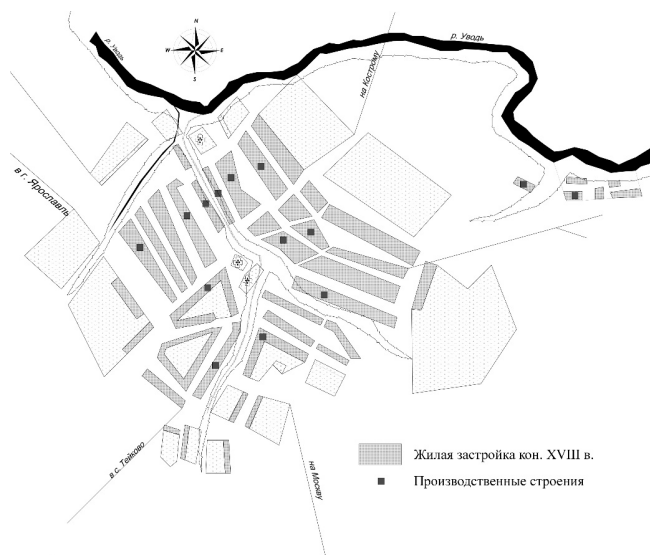 N
W E
S
р. Уводь
р. Уводь
на Кострому
в г. Ярославль
в с. Тейково
на Москву
Жилая застройка кон. XVIII в.
Производственные строения